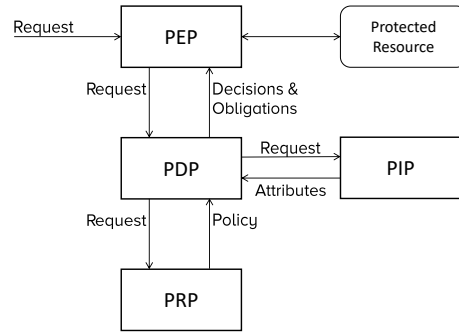 Request
PEP
Protected
Resource
Request
Decisions &
Obligations
PDP
Request
PIP
Attributes
Request
Policy
PRP